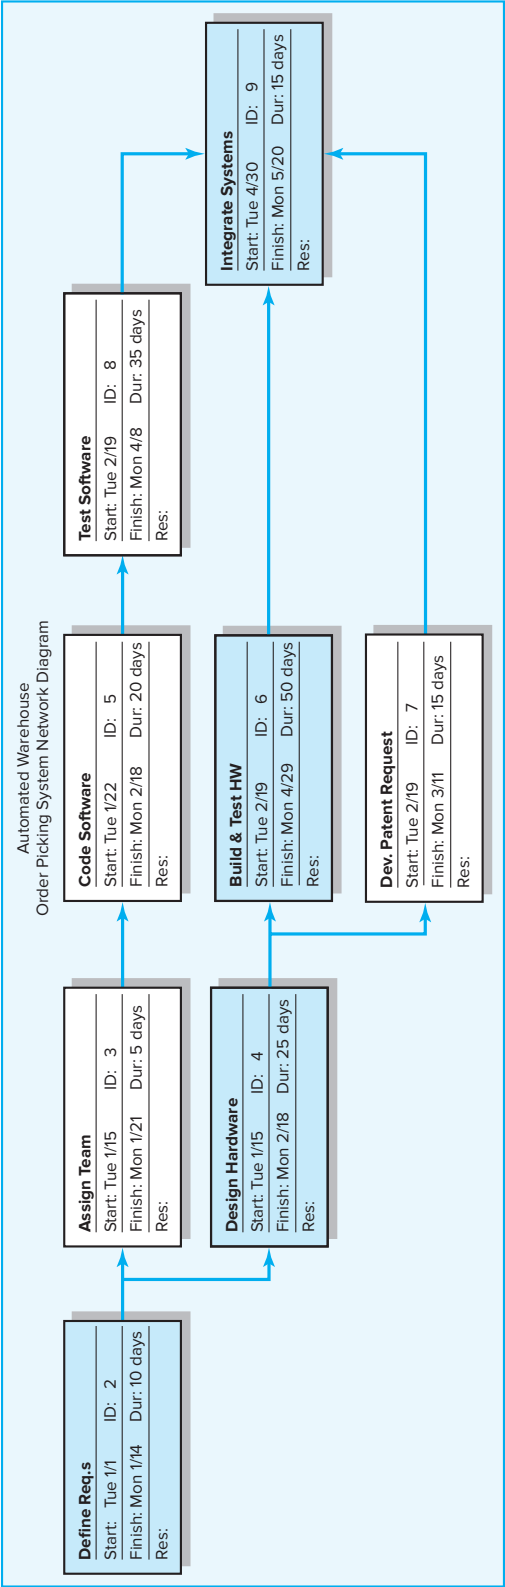 Automated Warehouse
Order Picking System Network Diagram
Define Req.s
Start: Tue 1/1 ID: 2
Finish: Mon 1/14 Dur: 10 days
Res:
Assign Team
Start: Tue 1/15 ID: 3
Finish: Mon 1/21 Dur: 5 days
Res:
Design Hardware
Start: Tue 1/15 ID: 4
Finish: Mon 2/18 Dur: 25 days
Res:
Code Software
Start: Tue 1/22 ID: 5
Finish: Mon 2/18 Dur: 20 days
Res:
Build & Test HW
Start: Tue 2/19 ID: 6
Finish: Mon 4/29 Dur: 50 days
Res:
Dev. Patent Request
Start: Tue 2/19 ID: 7
Finish: Mon 3/11 Dur: 15 days
Res:
Test Software
Start: Tue 2/19 ID: 8
Finish: Mon 4/8 Dur: 35 days
Res:
Integrate Systems
Start: Tue 4/30 ID: 9
Finish: Mon 5/20 Dur: 15 days
Res: